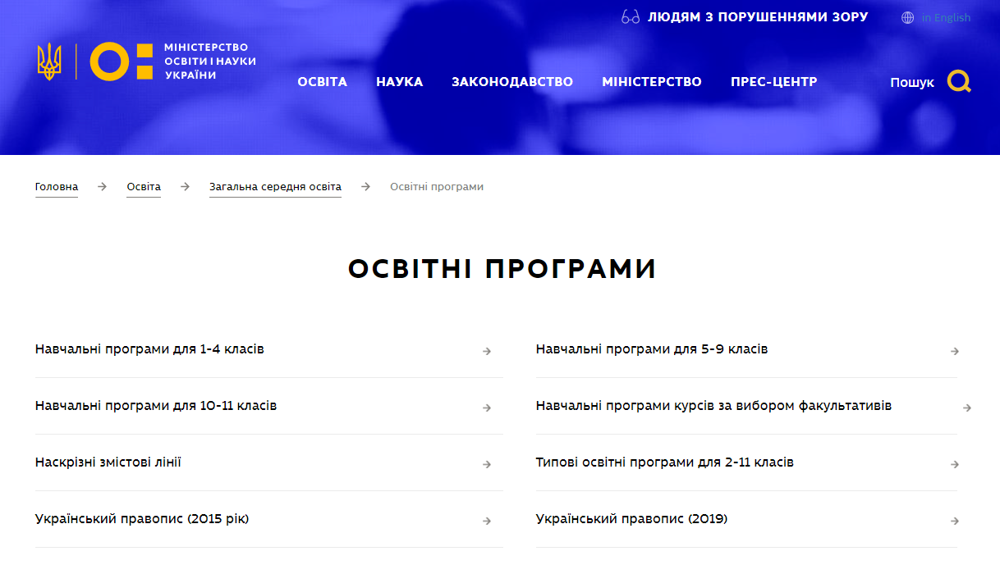 ЛЮДЯМ З ПОРУШЕННЯМИ ЗОРУ
in English
МІНІСТЕРСТВО
ОСВІТИ І НАУКИ
УКРАЇНИ
ОСВІТА НАУКА ЗАКОНОДАВСТВО МІНІСТЕРСТВО ПРЕС-ЦЕНТР Пошук
Головна → Освіта → Загальна середня освіта → Освітні програми
ОСВІТНІ ПРОГРАМИ
Навчальні програми для 1-4 класів →
Навчальні програми для 5-9 класів →
Навчальні програми для 10-11 класів →
Навчальні програми курсів за вибором факультативів →
Наскрізні змістові лінії →
Типові освітні програми для 2-11 класів →
Український правопис (2015 рік) →
Український правопис (2019) →